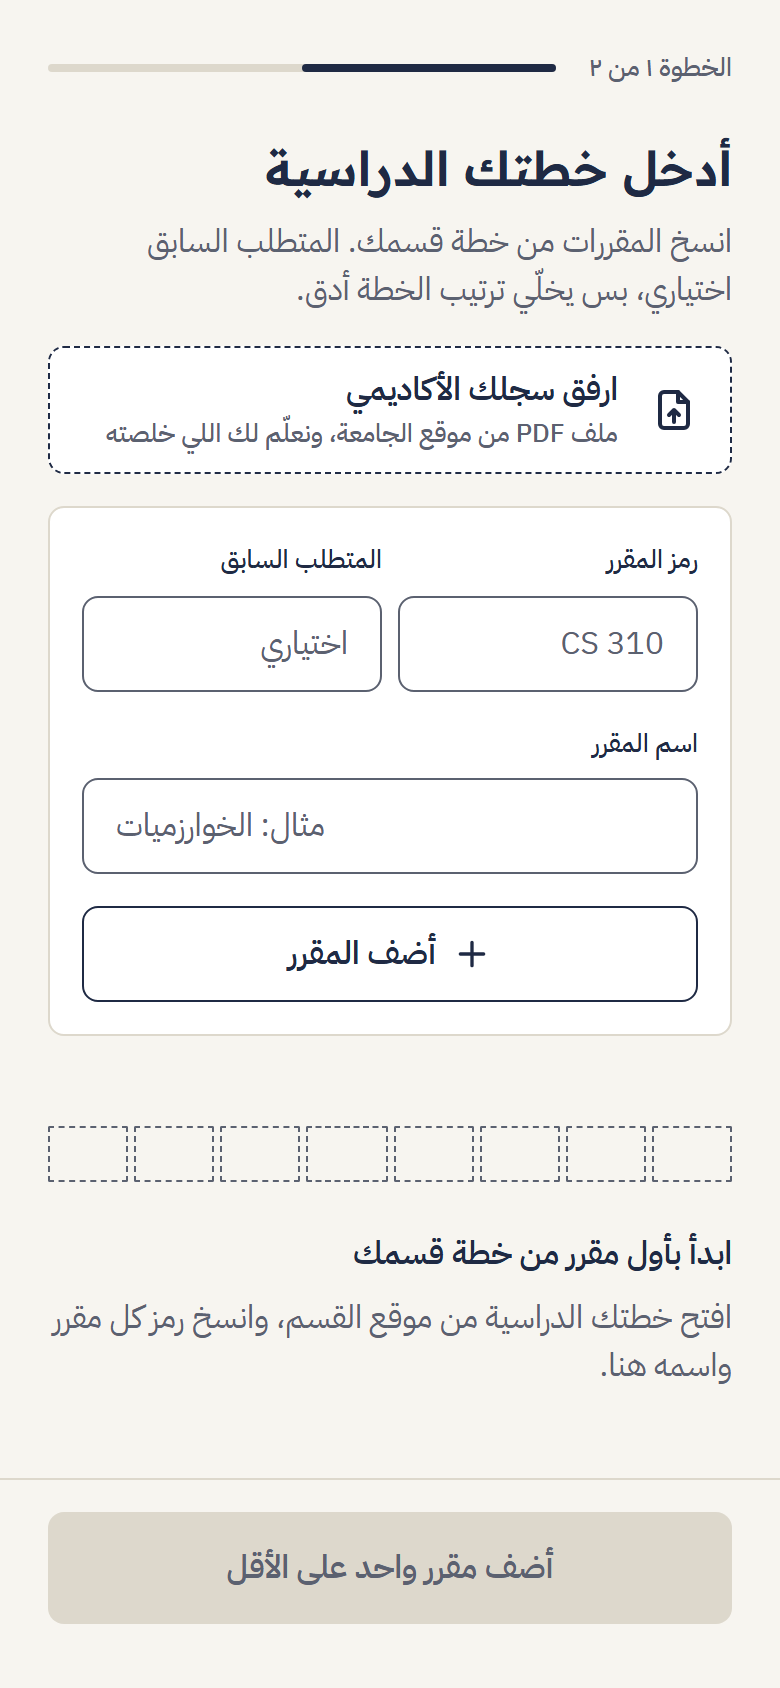 الخطوة ١ من ٢
أدخل خطتك الدراسية
انسخ المقررات من خطة قسمك. المتطلب السابق
اختياري، بس يخلّي ترتيب الخطة أدق.
ارفق سجلك الأكاديمي
ملف PDF من موقع الجامعة، ونعلّم لك اللي خلصته
رمز المقرر
المتطلب السابق
CS 310
اختياري
اسم المقرر
مثال: الخوارزميات
أضف المقرر
ابدأ بأول مقرر من خطة قسمك
افتح خطتك الدراسية من موقع القسم، وانسخ رمز كل مقرر
واسمه هنا.
أضف مقرر واحد على الأقل